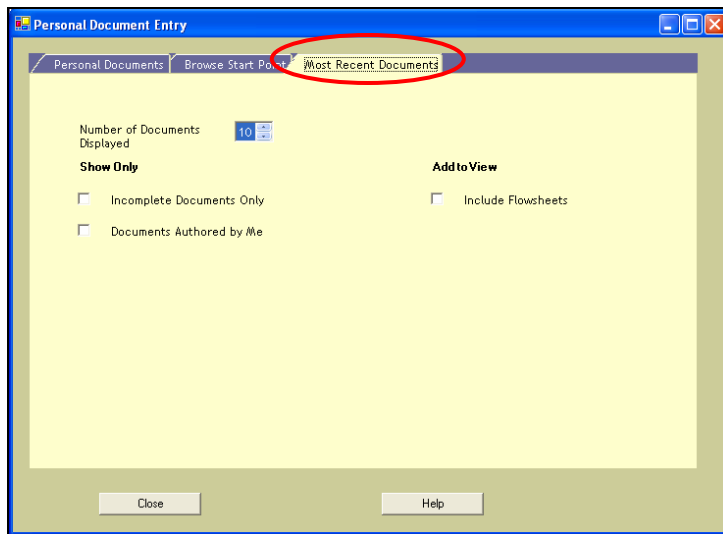 Personal Document Entry
Personal Documents Browse Start Point Most Recent Documents
Number of Documents 10
Displayed
Show Only Add to View
Incomplete Documents Only Include Flowsheets
Documents Authored by Me
Close Help